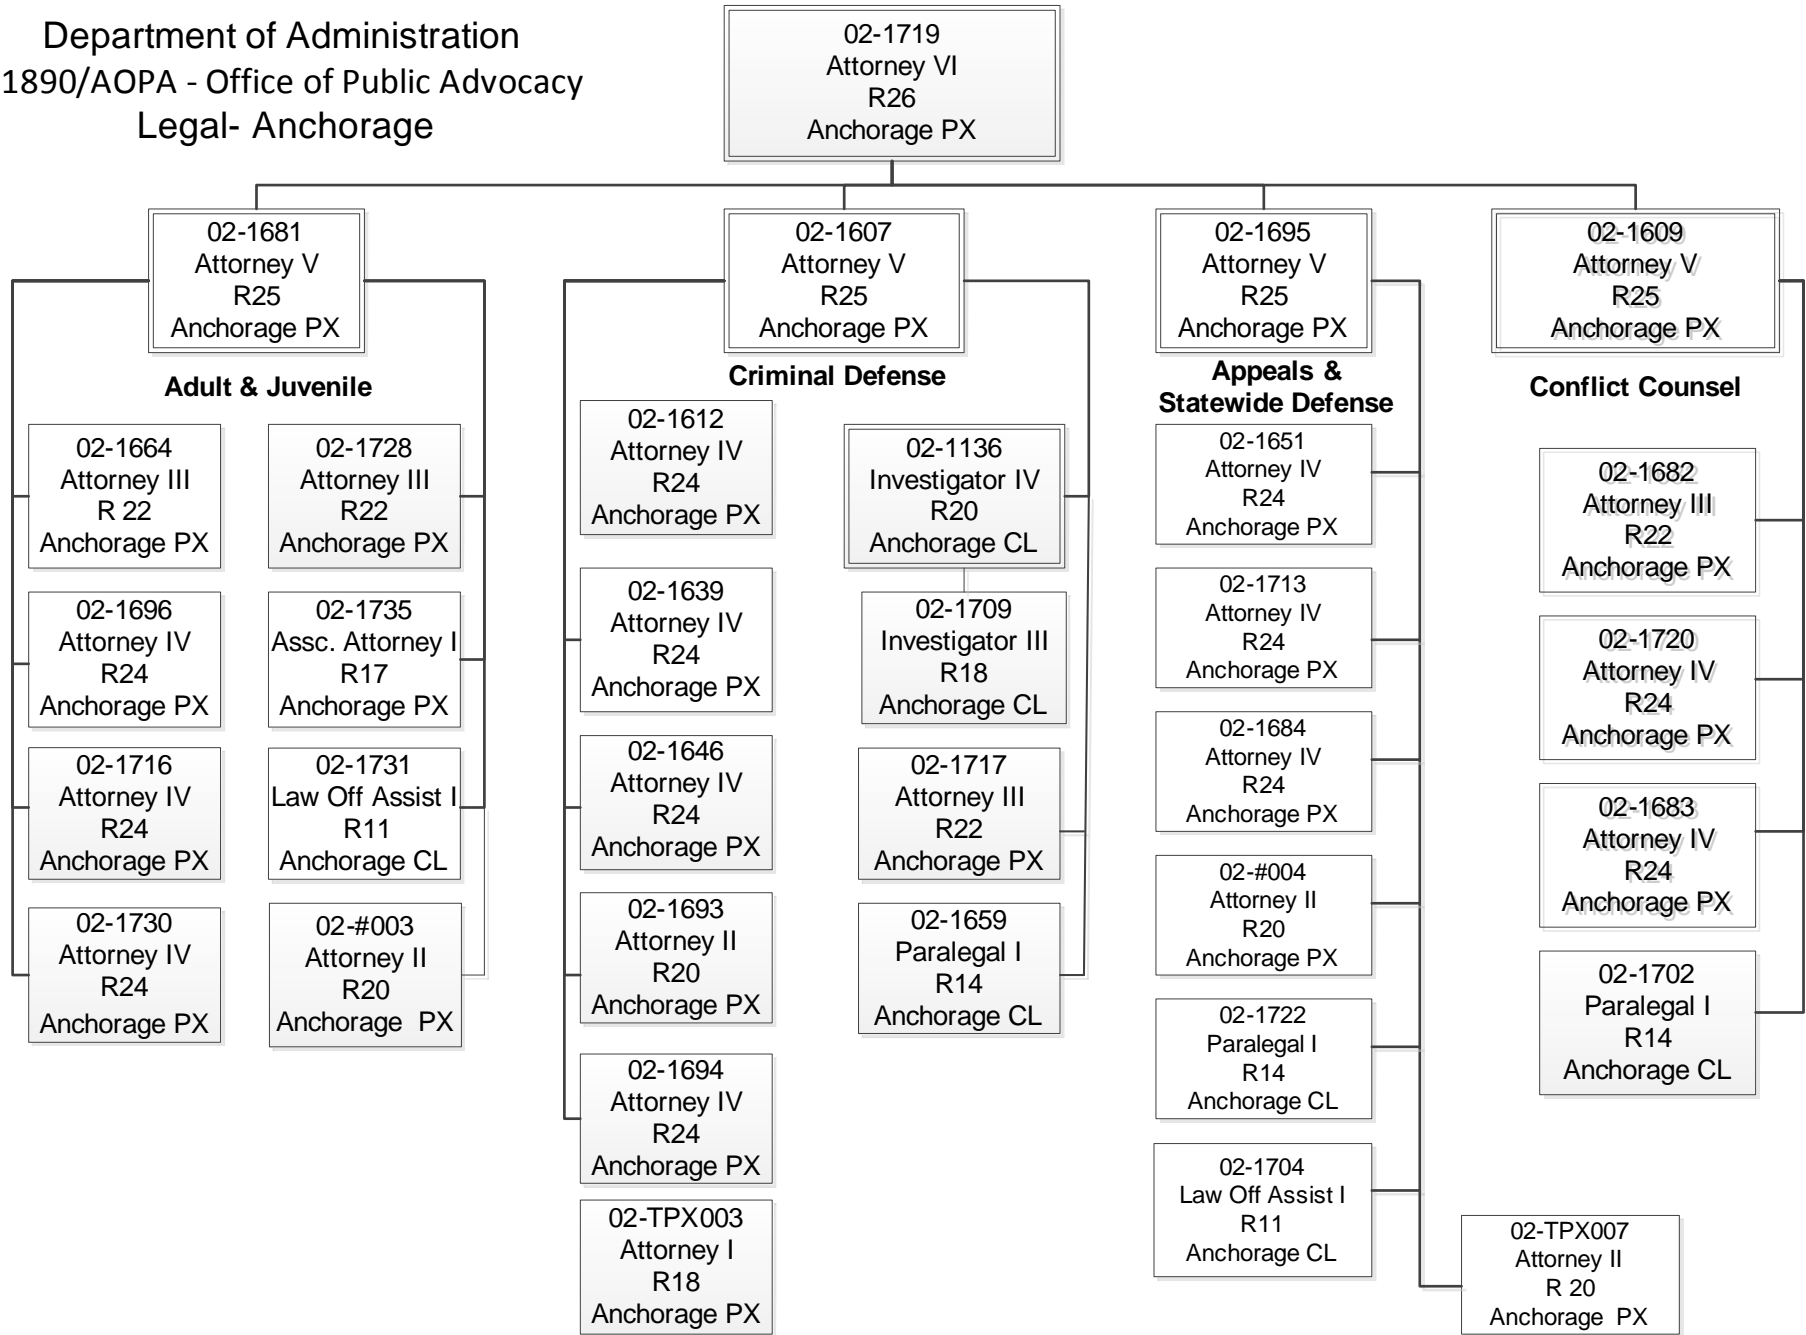 Department of Administration
1890/AOPA - Office of Public Advocacy
Legal- Anchorage
02-1719
Attorney VI
R26
Anchorage PX
02-1681
Attorney V
R25
Anchorage PX
Adult & Juvenile
02-1664
Attorney III
R 22
Anchorage PX
02-1696
Attorney IV
R24
Anchorage PX
02-1716
Attorney IV
R24
Anchorage PX
02-1730
Attorney IV
R24
Anchorage PX
02-1728
Attorney III
R22
Anchorage PX
02-1735
Assc. Attorney I
R17
Anchorage PX
02-1731
Law Off Assist I
R11
Anchorage CL
02-#003
Attorney II
R20
Anchorage  PX
02-1607
Attorney V
R25
Anchorage PX
Criminal Defense
02-1612
Attorney IV
R24
Anchorage PX
02-1639
Attorney IV
R24
Anchorage PX
02-1646
Attorney IV
R24
Anchorage PX
02-1693
Attorney II
R20
Anchorage PX
02-1694
Attorney IV
R24
Anchorage PX
02-TPX003
Attorney I
R18
Anchorage PX
02-1136
Investigator IV
R20
Anchorage CL
02-1709
Investigator III
R18
Anchorage CL
02-1717
Attorney III
R22
Anchorage PX
02-1659
Paralegal I
R14
Anchorage CL
02-1695
Attorney V
R25
Anchorage PX
Appeals &
Statewide Defense
02-1651
Attorney IV
R24
Anchorage PX
02-1713
Attorney IV
R24
Anchorage PX
02-1684
Attorney IV
R24
Anchorage PX
02-#004
Attorney II
R20
Anchorage PX
02-1722
Paralegal I
R14
Anchorage CL
02-1704
Law Off Assist I
R11
Anchorage CL
02-TPX007
Attorney II
R 20
Anchorage  PX
02-1609
Attorney V
R25
Anchorage PX
Conflict Counsel
02-1682
Attorney III
R22
Anchorage PX
02-1720
Attorney IV
R24
Anchorage PX
02-1683
Attorney IV
R24
Anchorage PX
02-1702
Paralegal I
R14
Anchorage CL